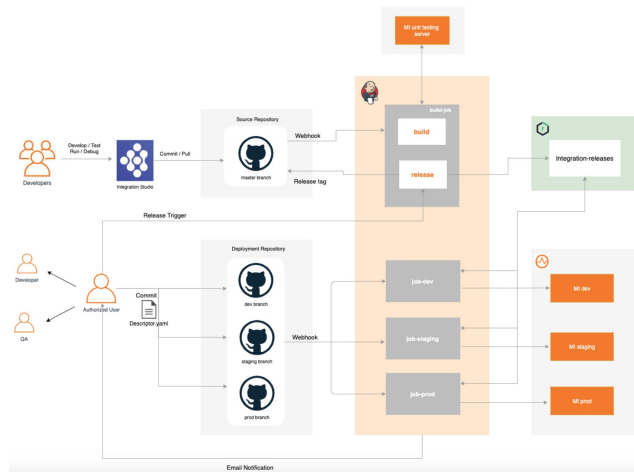 MI unit testing
server
build-job
Source Repository
Develop / Test
Run / Debug
Commit / Pull
Webhook
build
Integration-releases
release
Developers
Integration Studio
master branch
Release tag
Release Trigger
Deployment Repository
Developer
job-dev
MI dev
Authorized User
Commit
Descriptor.yaml
dev branch
QA
Webhook
job-staging
MI staging
staging branch
job-prod
MI prod
prod branch
Email Notification